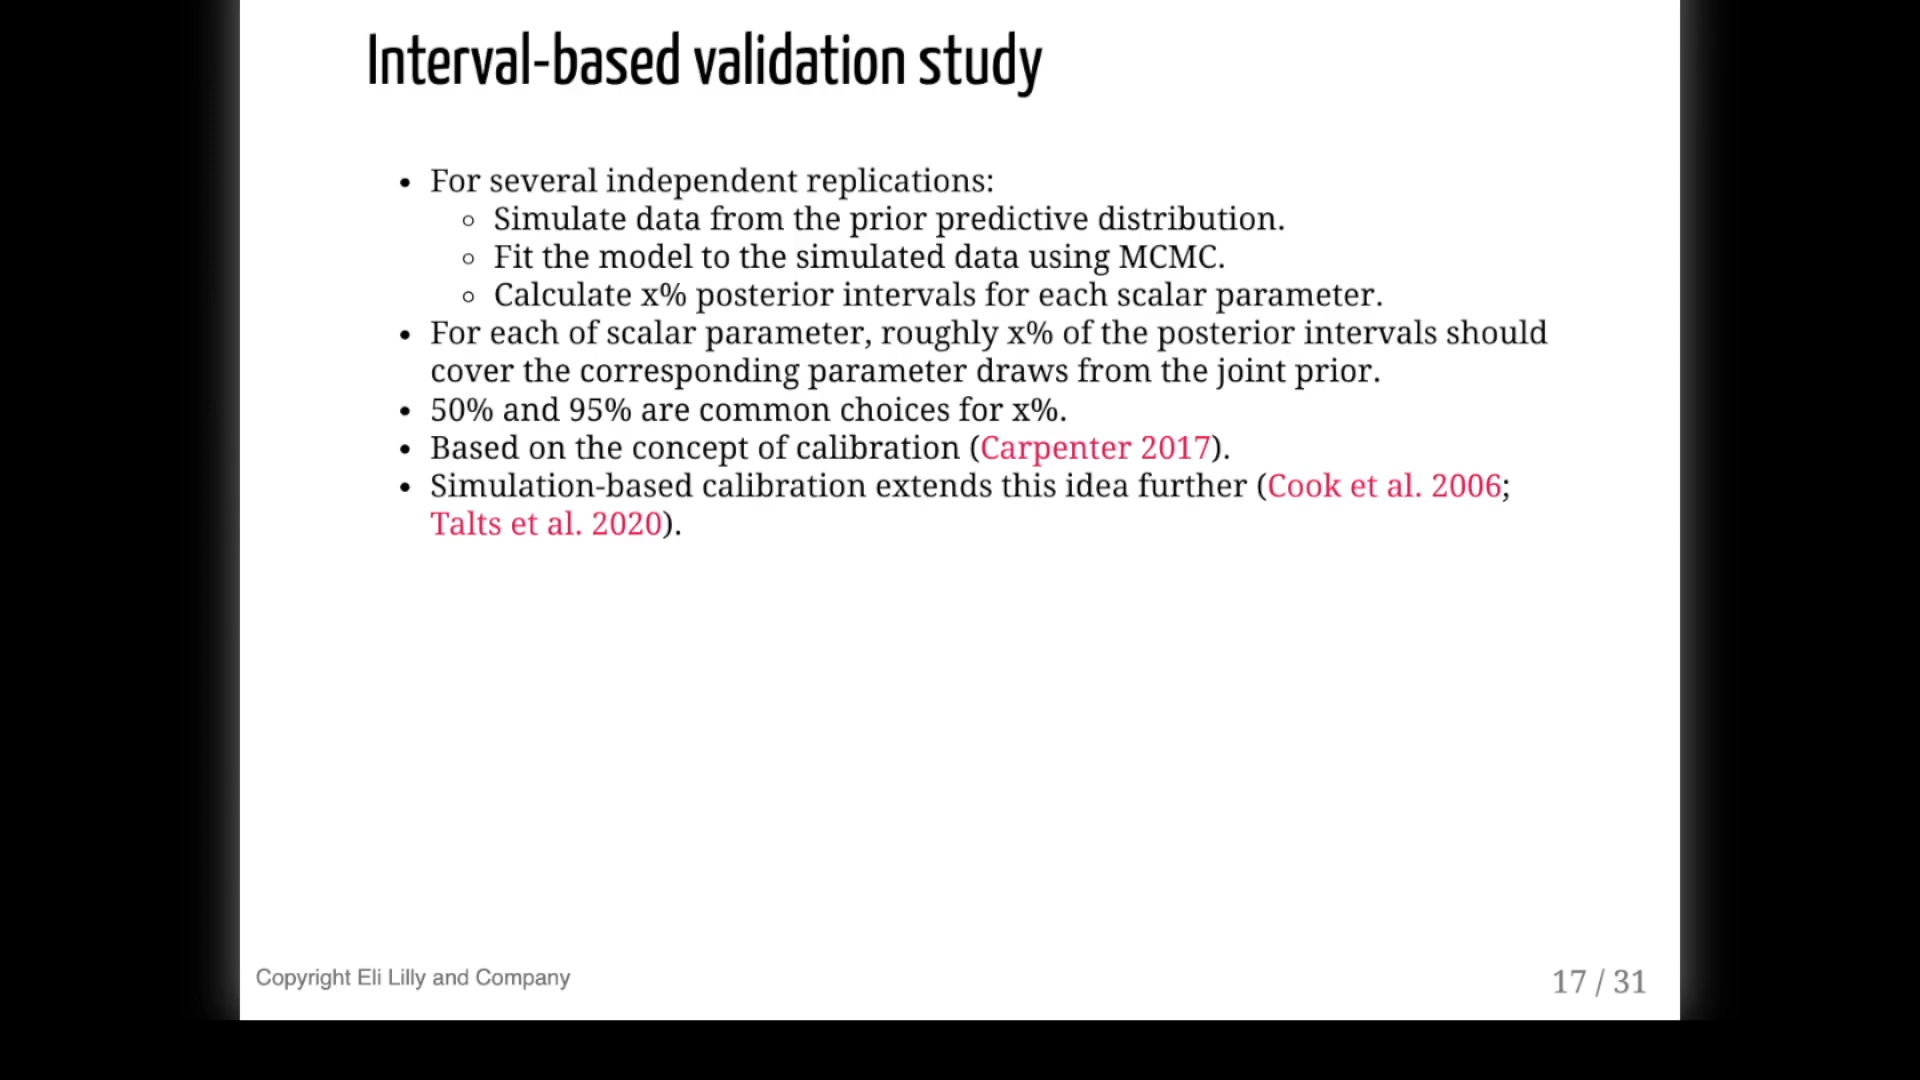 Interval-based validation study
• For several independent replications:
◦ Simulate data from the prior predictive distribution.
◦ Fit the model to the simulated data using MCMC.
◦ Calculate x% posterior intervals for each scalar parameter.
• For each of scalar parameter, roughly x% of the posterior intervals should
cover the corresponding parameter draws from the joint prior.
• 50% and 95% are common choices for x%.
• Based on the concept of calibration (Carpenter 2017).
• Simulation-based calibration extends this idea further (Cook et al. 2006;
Talts et al. 2020).
Copyright Eli Lilly and Company
17 / 31